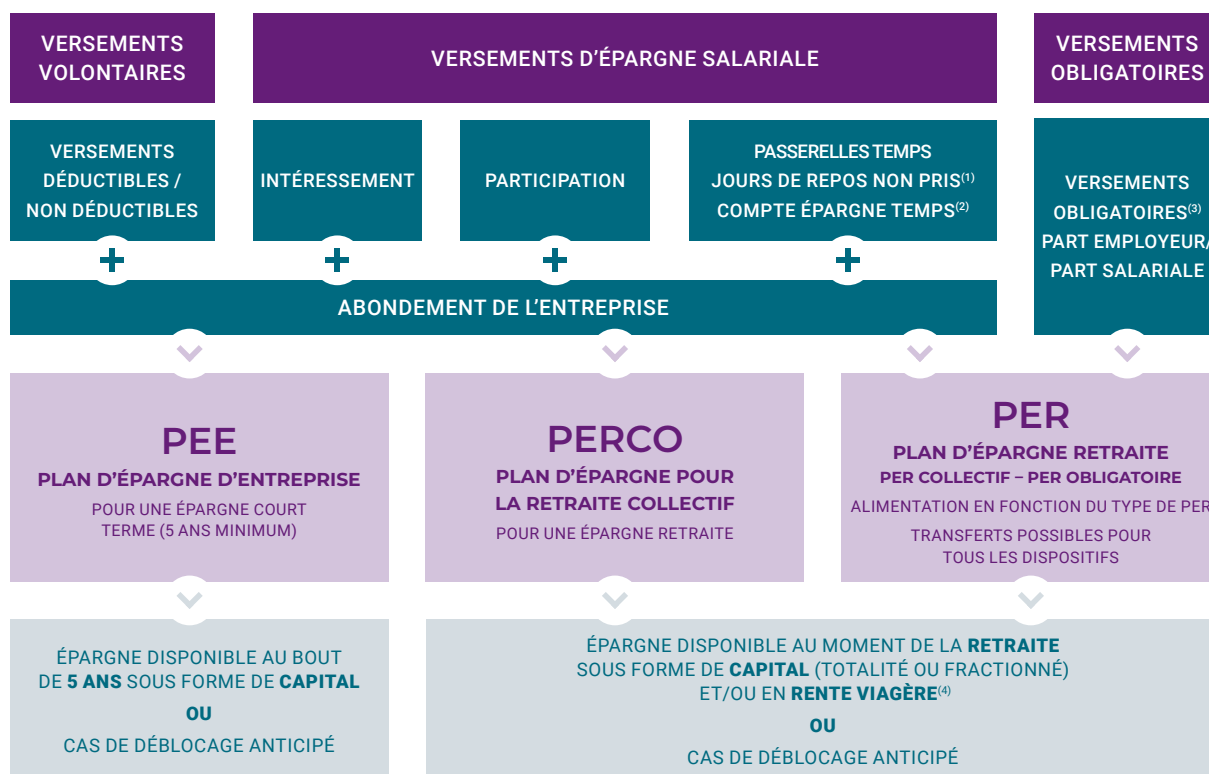 VERSEMENTS
VOLONTAIRES
VERSEMENTS D'ÉPARGNE SALARIALE
VERSEMENTS
OBLIGATOIRES
VERSEMENTS
DÉDUCTIBLES /
NON DÉDUCTIBLES
INTÉRESSEMENT
PARTICIPATION
PASSERELLES TEMPS
JOURS DE REPOS NON PRIS(1)
COMPTE ÉPARGNE TEMPS(2)
VERSEMENTS
OBLIGATOIRES(3)
PART EMPLOYEUR/
PART SALARIALE
+
+
+
+
ABONDEMENT DE L'ENTREPRISE
PEE
PLAN D'ÉPARGNE D'ENTREPRISE
POUR UNE ÉPARGNE COURT
TERME (5 ANS MINIMUM)
PERCO
PLAN D'ÉPARGNE POUR
LA RETRAITE COLLECTIF
POUR UNE ÉPARGNE RETRAITE
PER
PLAN D'ÉPARGNE RETRAITE
PER COLLECTIF – PER OBLIGATOIRE
ALIMENTATION EN FONCTION DU TYPE DE PER
TRANSFERTS POSSIBLES POUR
TOUS LES DISPOSITIFS
ÉPARGNE DISPONIBLE AU BOUT
DE 5 ANS SOUS FORME DE CAPITAL
OU
CAS DE DÉBLOCAGE ANTICIPÉ
ÉPARGNE DISPONIBLE AU MOMENT DE LA RETRAITE
SOUS FORME DE CAPITAL (TOTALITÉ OU FRACTIONNÉ)
ET/OU EN RENTE VIAGÈRE(4)
OU
CAS DE DÉBLOCAGE ANTICIPÉ